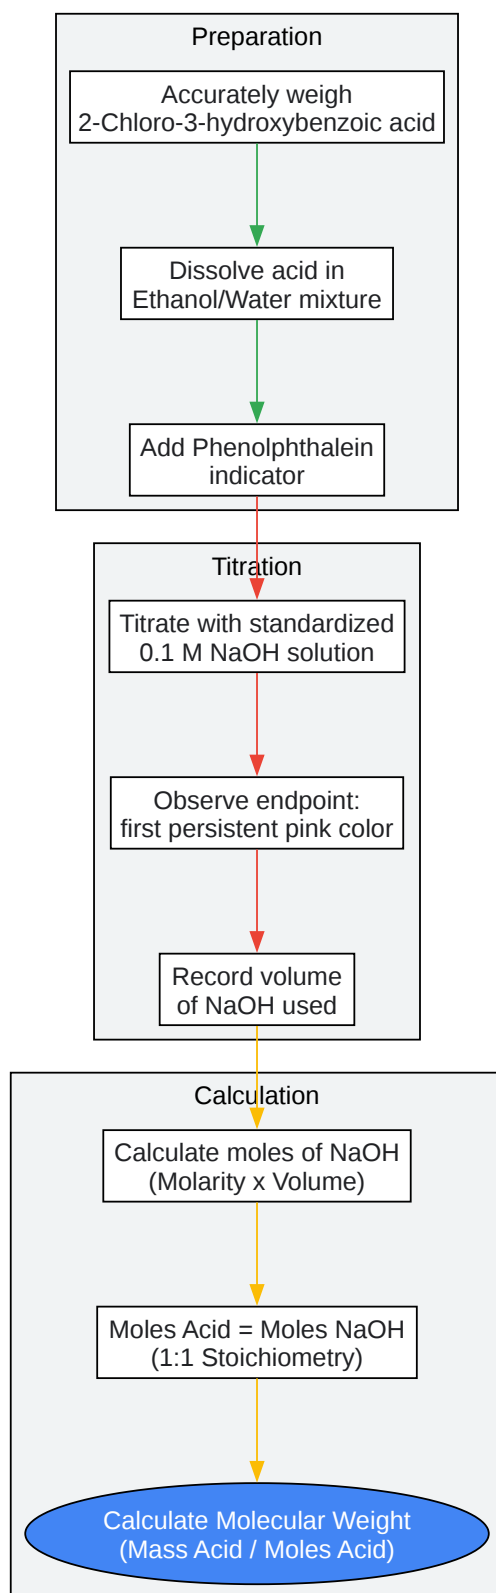 Preparation
Accurately weigh
2-Chloro-3-hydroxybenzoic acid
Dissolve acid in
Ethanol/Water mixture
Add Phenolphthalein
indicator
Titration
Titrate with standardized
0.1 M NaOH solution
Observe endpoint:
first persistent pink color
Record volume
of NaOH used
Calculation
Calculate moles of NaOH
(Molarity x Volume)
Moles Acid = Moles NaOH
(1:1 Stoichiometry)
Calculate Molecular Weight
(Mass Acid / Moles Acid)